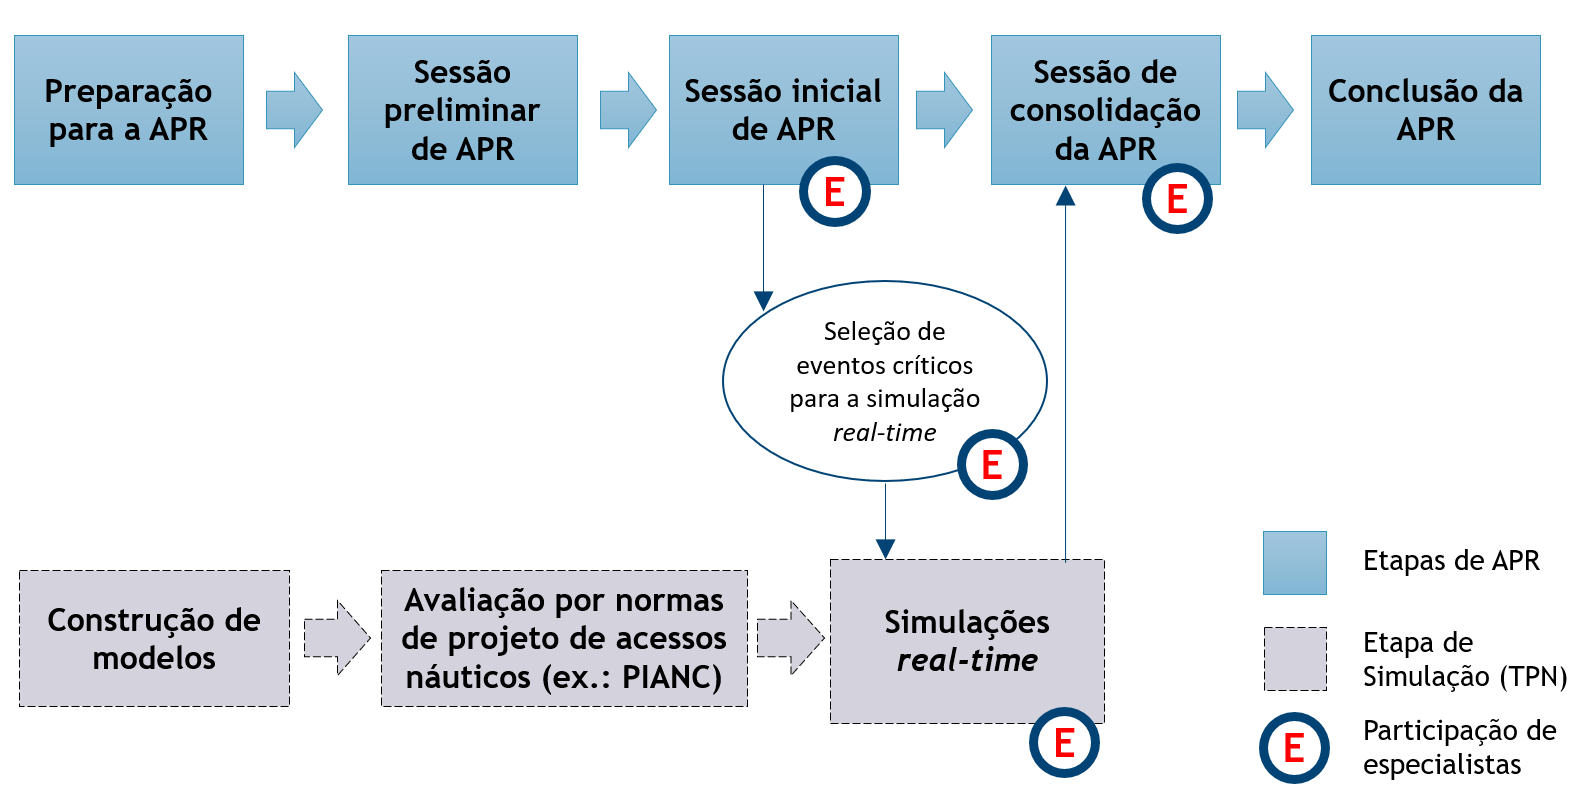 Preparação
para a APR
Sessão
preliminar
de APR
Sessão inicial
de APR
E
Sessão de
consolidação
da APR
E
Conclusão da
APR
Seleção de
eventos críticos
para a simulação
real-time
E
Construção de
modelos
Avaliação por normas
de projeto de acessos
náuticos (ex.: PIANC)
Simulações
real-time
E
Etapas de APR
Etapa de
Simulação (TPN)
E
Participação de
especialistas